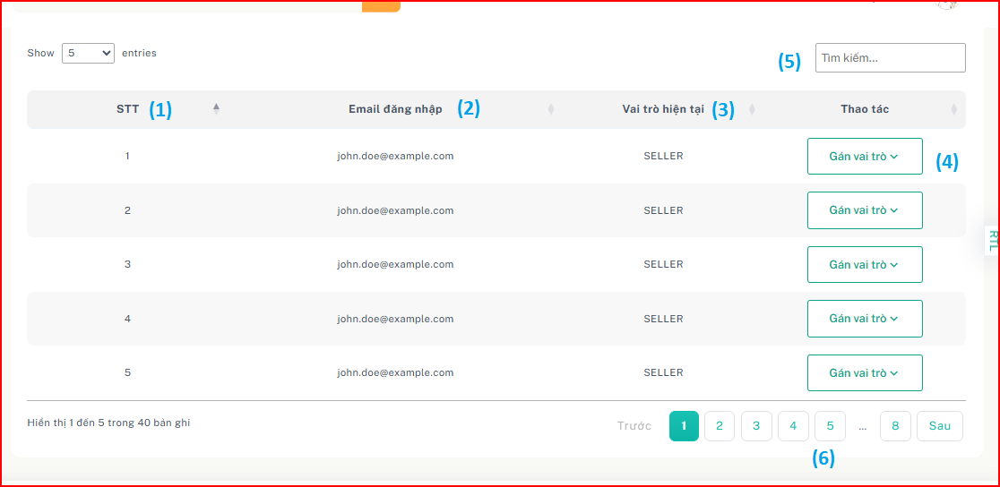 Show 5 entries
(5) Tìm kiếm...
STT (1) Email đăng nhập (2) Vai trò hiện tại (3) Thao tác
1 john.doe@example.com SELLER Gán vai trò (4)
2 john.doe@example.com SELLER Gán vai trò
3 john.doe@example.com SELLER Gán vai trò
4 john.doe@example.com SELLER Gán vai trò
5 john.doe@example.com SELLER Gán vai trò
RTL
Hiển thị 1 đến 5 trong 40 bản ghi
Trước 1 2 3 4 5 ... 8 Sau
(6)